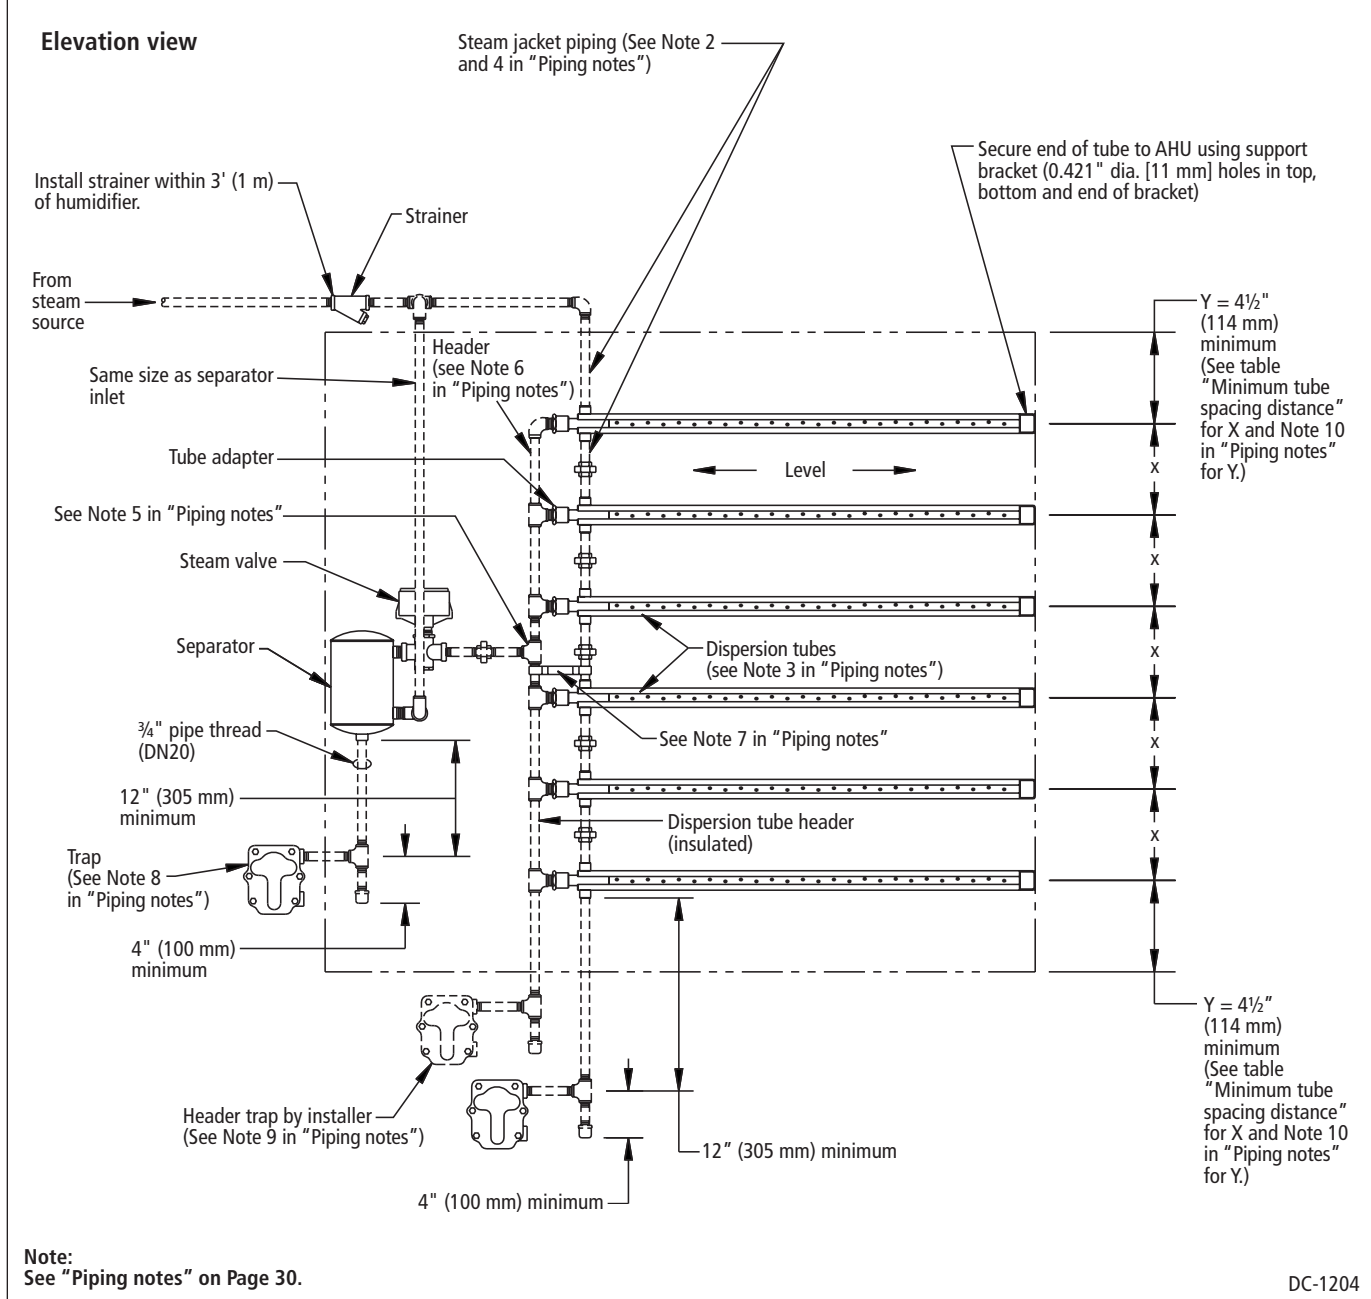 Elevation view
Steam jacket piping (See Note 2
and 4 in “Piping notes”)
Secure end of tube to AHU using support
bracket (0.421" dia. [11 mm] holes in top,
bottom and end of bracket)
Install strainer within 3' (1 m)
of humidifier.
Strainer
From
steam
source
Y = 4½"
(114 mm)
minimum
(See table
“Minimum tube
spacing distance”
for X and Note 10
in “Piping notes”
for Y.)
Header
(see Note 6
in “Piping notes”)
Same size as separator
inlet
Tube adapter
Level
x
See Note 5 in “Piping notes”
Steam valve
x
Separator
Dispersion tubes
(see Note 3 in “Piping notes”)
x
¾" pipe thread
(DN20)
See Note 7 in “Piping notes”
x
12" (305 mm)
minimum
Dispersion tube header
(insulated)
x
Trap
(See Note 8
in “Piping notes”)
4" (100 mm)
minimum
Y = 4½”
(114 mm)
minimum
(See table
“Minimum tube
spacing distance”
for X and Note 10
in “Piping notes”
for Y.)
Header trap by installer
(See Note 9 in “Piping notes”)
12” (305 mm) minimum
4" (100 mm) minimum
Note:
See “Piping notes” on Page 30.
DC-1204